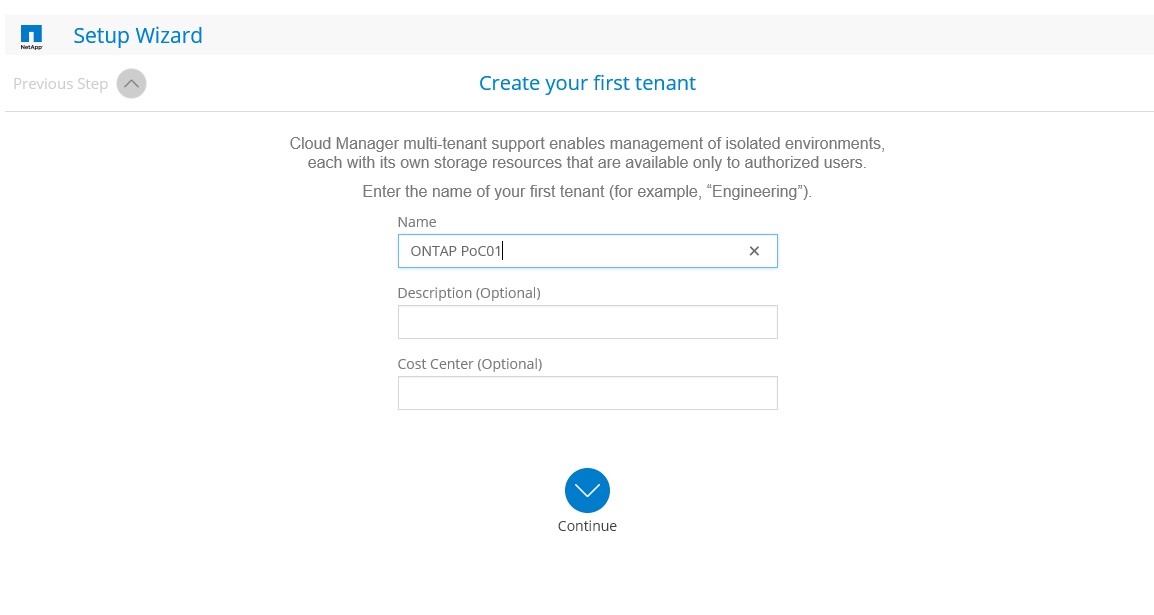 NetApp
Setup Wizard
Previous Step
Create your first tenant
Cloud Manager multi-tenant support enables management of isolated environments,
each with its own storage resources that are available only to authorized users.
Enter the name of your first tenant (for example, “Engineering”).
Name
ONTAP PoC01
Description (Optional)
Cost Center (Optional)
Continue